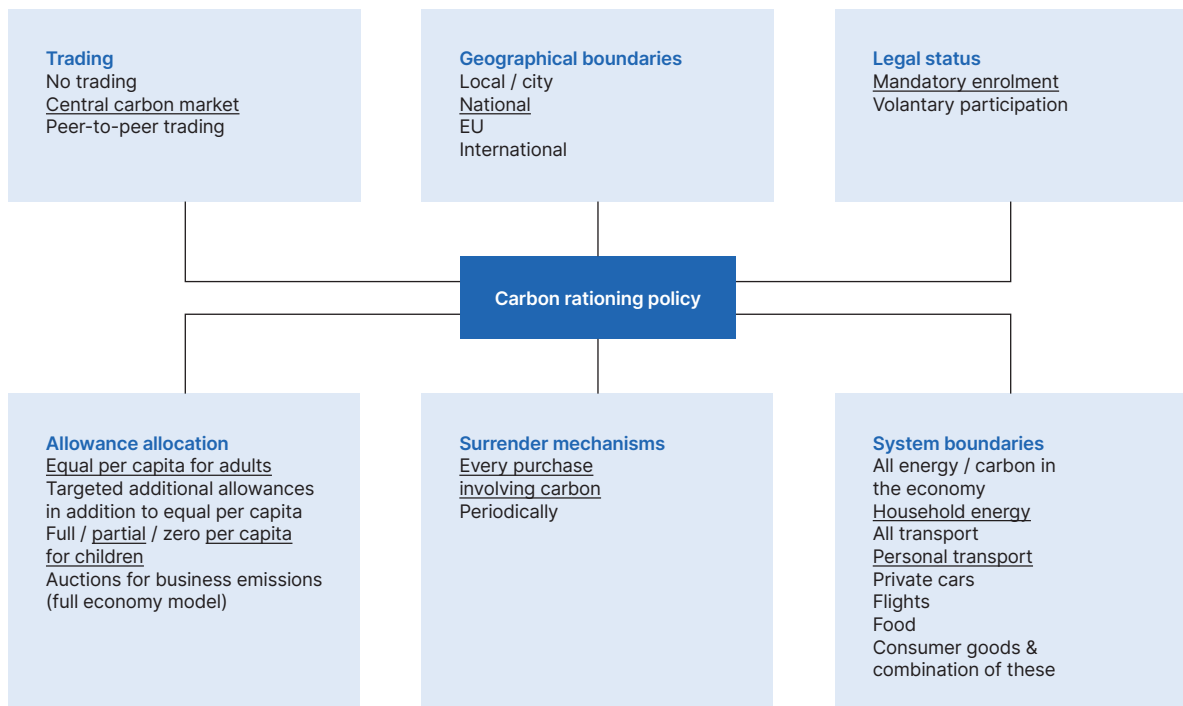 Trading
No trading
Central carbon market
Peer-to-peer trading
Geographical boundaries
Local / city
National
EU
International
Legal status
Mandatory enrolment
Volantary participation
Carbon rationing policy
Allowance allocation
Equal per capita for adults
Targeted additional allowances
in addition to equal per capita
Full / partial / zero per capita
for children
Auctions for business emissions
(full economy model)
Surrender mechanisms
Every purchase
involving carbon
Periodically
System boundaries
All energy / carbon in
the economy
Household energy
All transport
Personal transport
Private cars
Flights
Food
Consumer goods &
combination of these